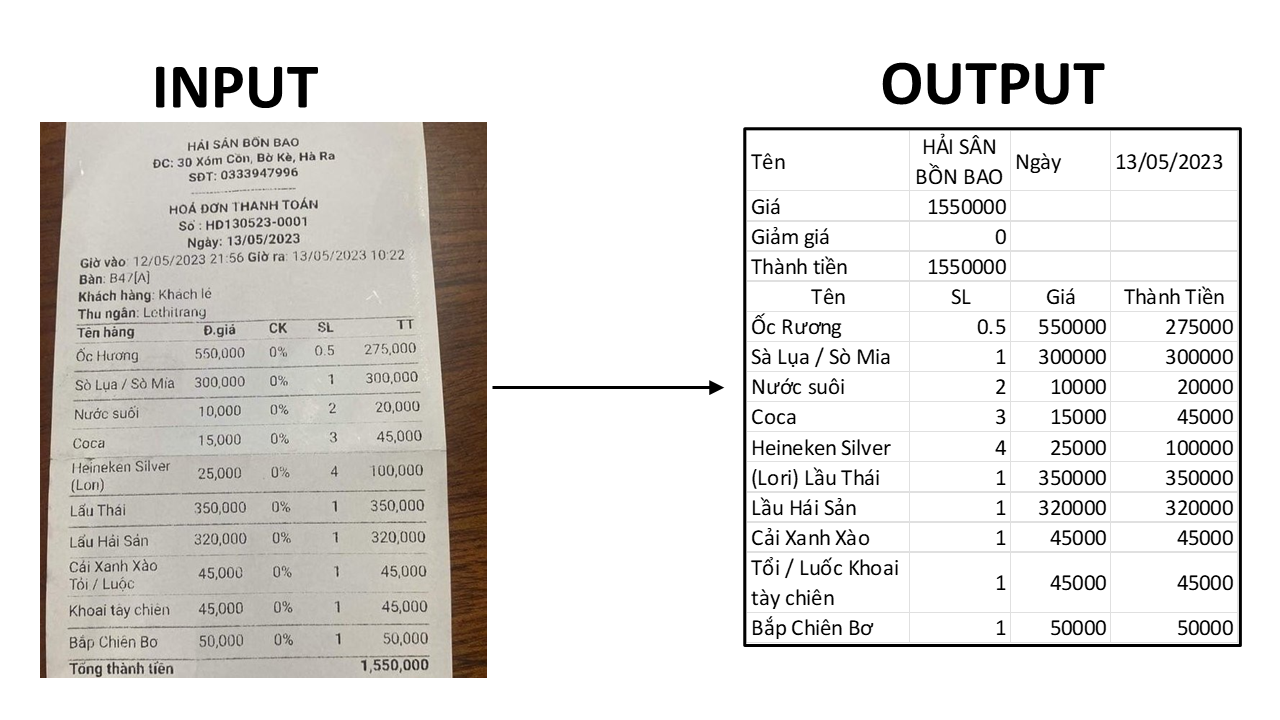 INPUT
HẢI SẢN BỐN BAO
ĐC: 30 Xóm Cồn, Bờ Kè, Hà Ra
SĐT: 0333947996
HOÁ ĐƠN THANH TOÁN
Số : HD130523-0001
Ngày: 13/05/2023
Giờ vào: 12/05/2023 21:56 Giờ ra: 13/05/2023 10:22
Bàn: B47[A]
Khách hàng: Khách lẻ
Thu ngân: Lethitrang
Tên hàng Đ.giá CK SL TT
Ốc Hương 550,000 0% 0.5 275,000
Sò Lụa / Sò Mía 300,000 0% 1 300,000
Nước suối 10,000 0% 2 20,000
Coca 15,000 0% 3 45,000
Heineken Silver
(Lon) 25,000 0% 4 100,000
Lẩu Thái 350,000 0% 1 350,000
Lẩu Hải Sản 320,000 0% 1 320,000
Cải Xanh Xào
Tỏi / Luộc 45,000 0% 1 45,000
Khoai tây chiên 45,000 0% 1 45,000
Bắp Chiên Bơ 50,000 0% 1 50,000
Tổng thành tiền 1,550,000
OUTPUT
Tên HẢI SÂN
BỒN BAO Ngày 13/05/2023
Giá 1550000
Giảm giá 0
Thành tiền 1550000
Tên SL Giá Thành Tiền
Ốc Rương 0.5 550000 275000
Sà Lụa / Sò Mia 1 300000 300000
Nước suôi 2 10000 20000
Coca 3 15000 45000
Heineken Silver 4 25000 100000
(Lori) Lầu Thái 1 350000 350000
Lầu Hái Sản 1 320000 320000
Cải Xanh Xào 1 45000 45000
Tổi / Luốc Khoai
tày chiên 1 45000 45000
Bắp Chiên Bơ 1 50000 50000